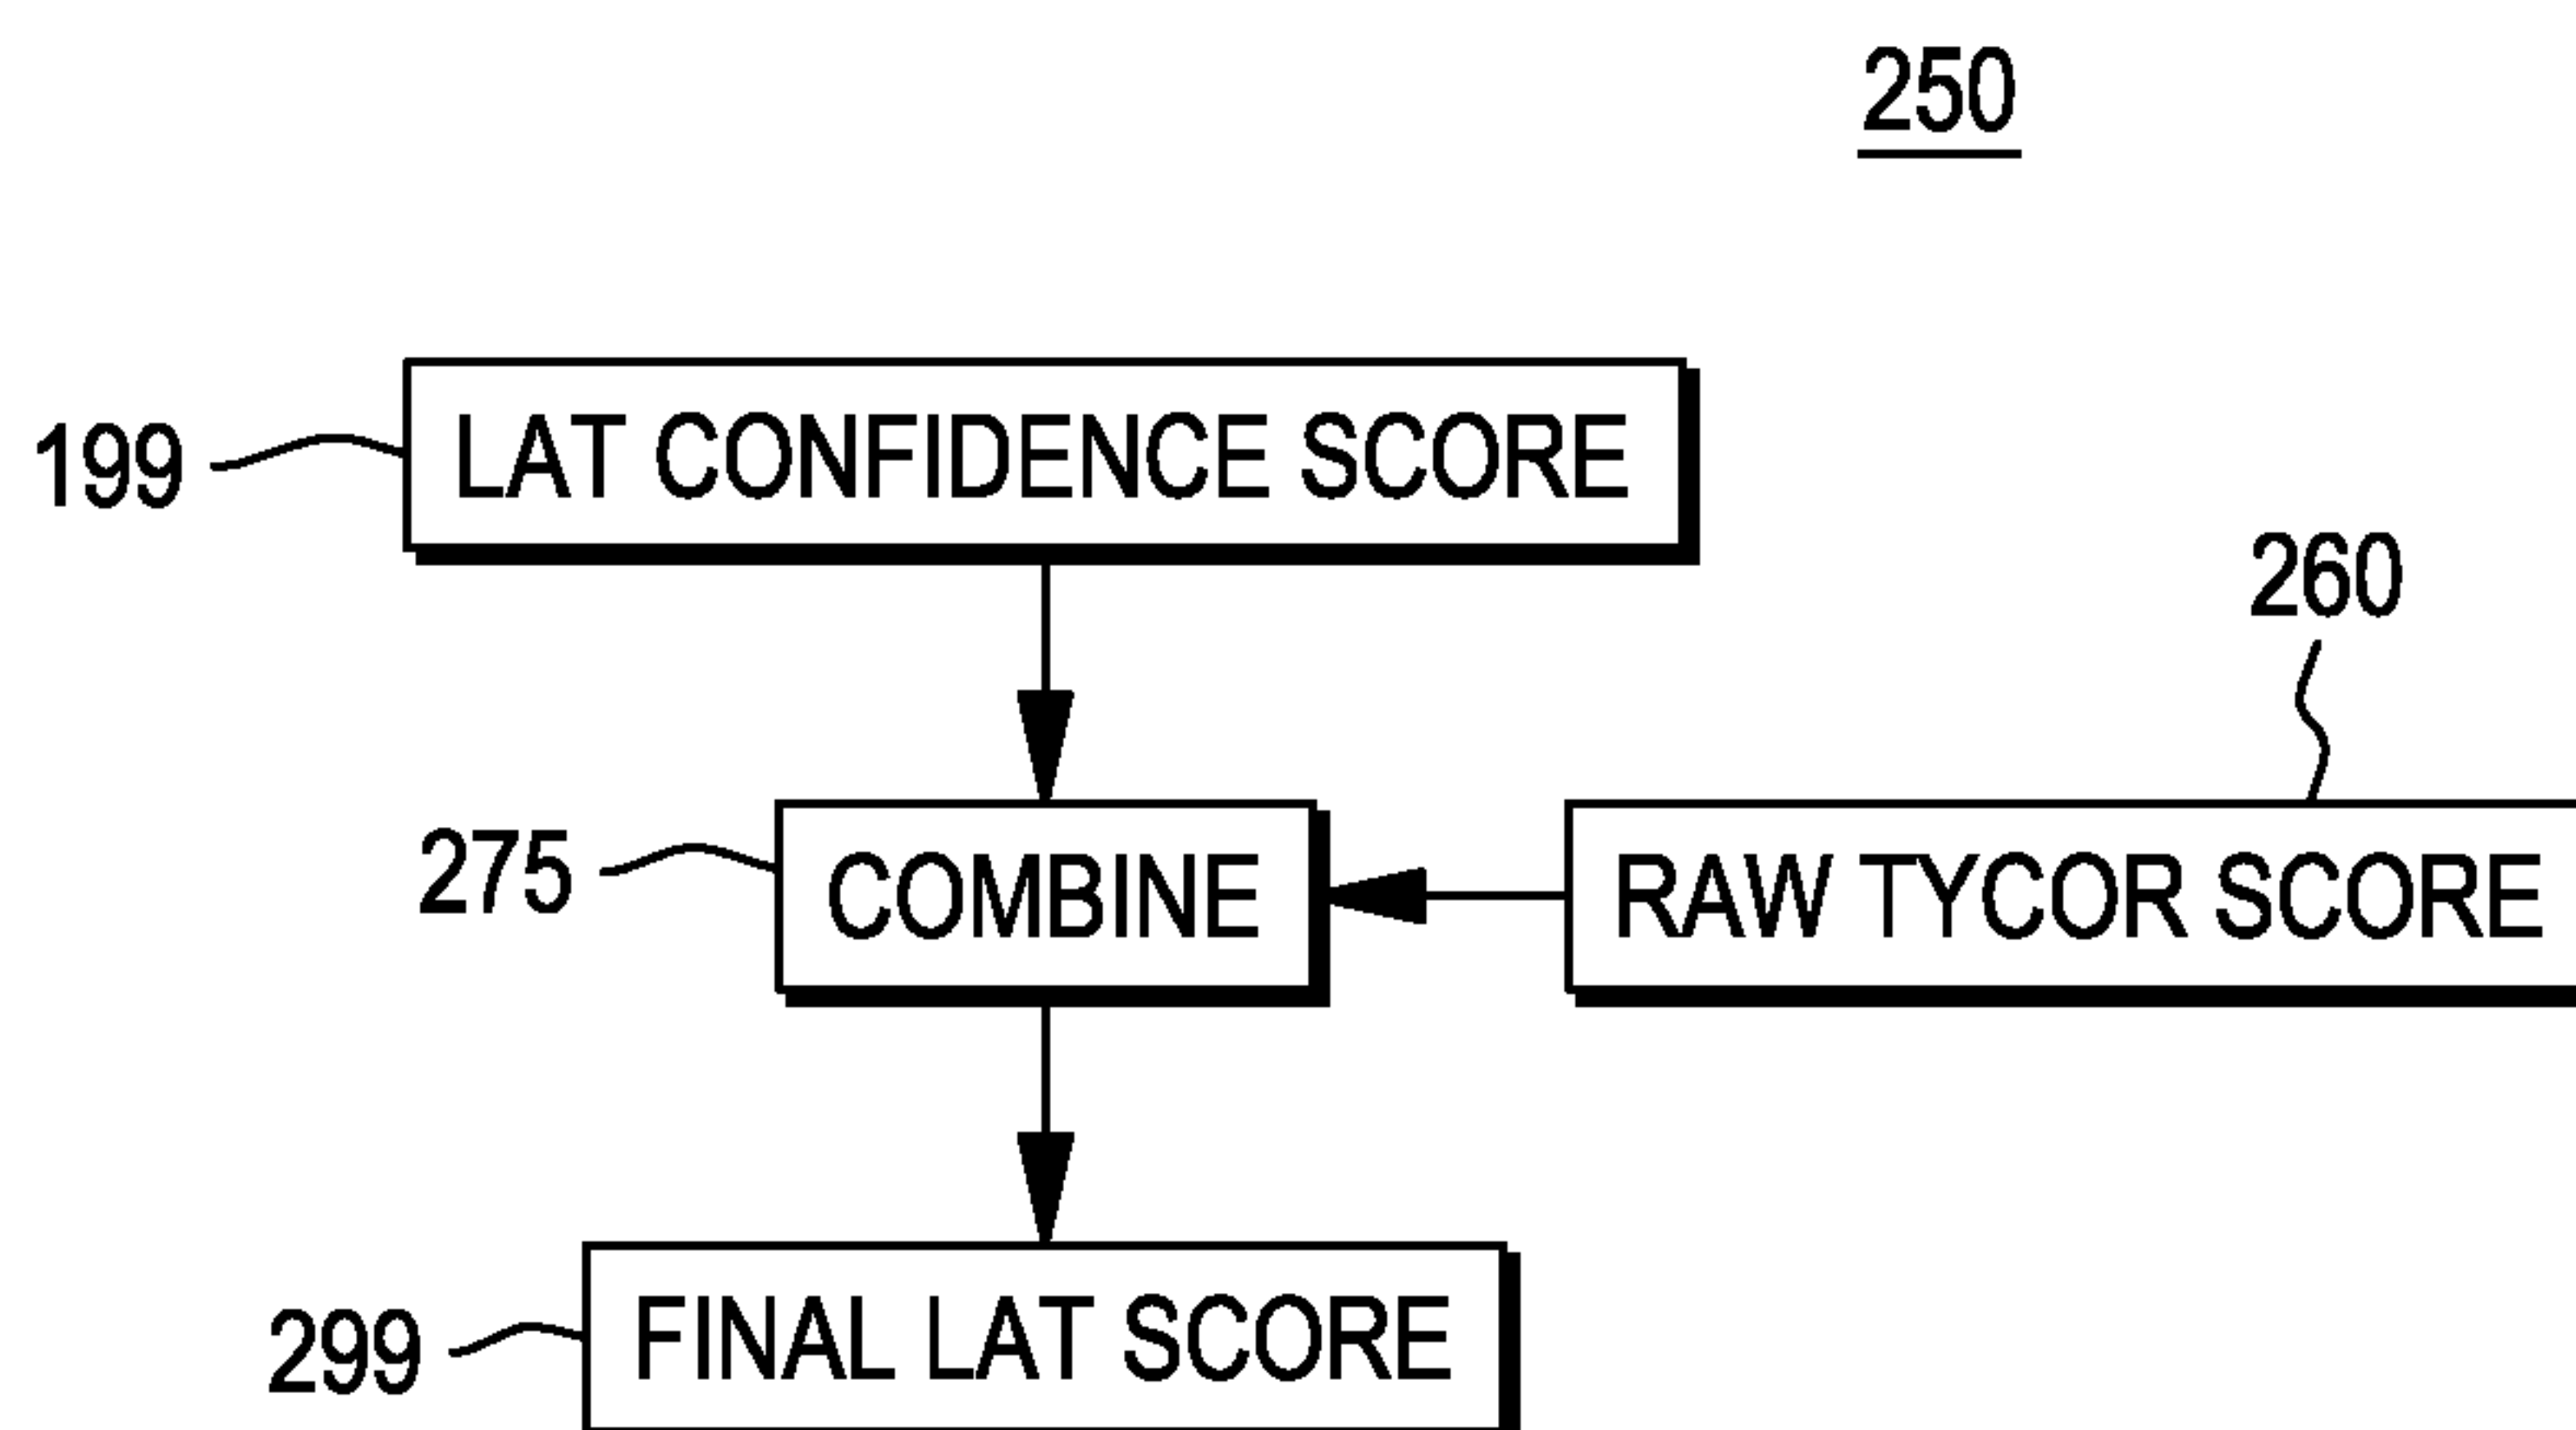 250
199
LAT CONFIDENCE SCORE
260
275
COMBINE
RAW TYCOR SCORE
299
FINAL LAT SCORE